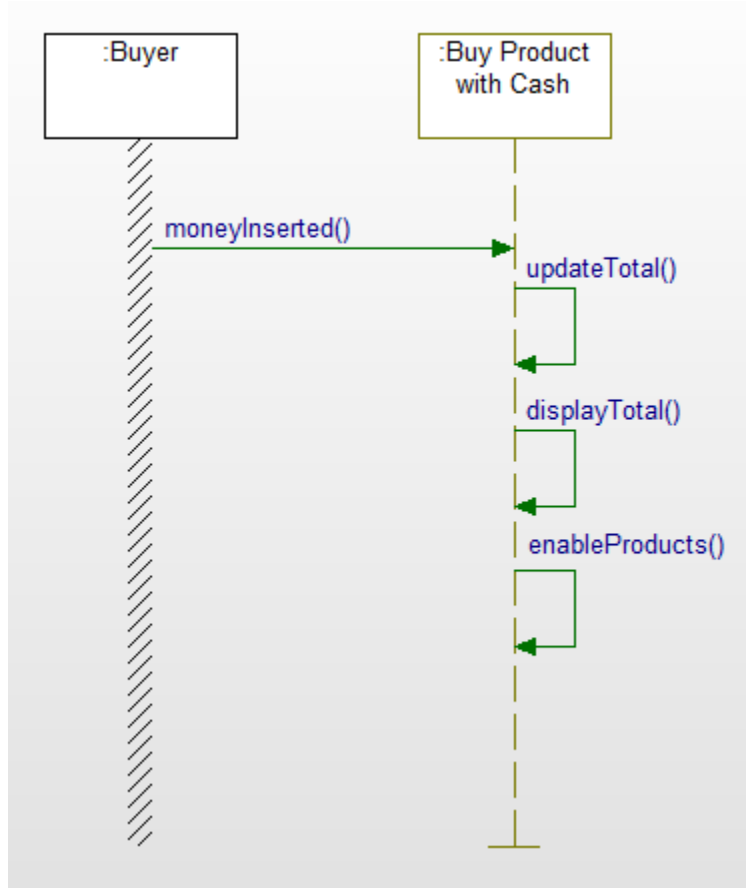 :Buyer
:Buy Product
with Cash
moneyInserted()
updateTotal()
displayTotal()
enableProducts()